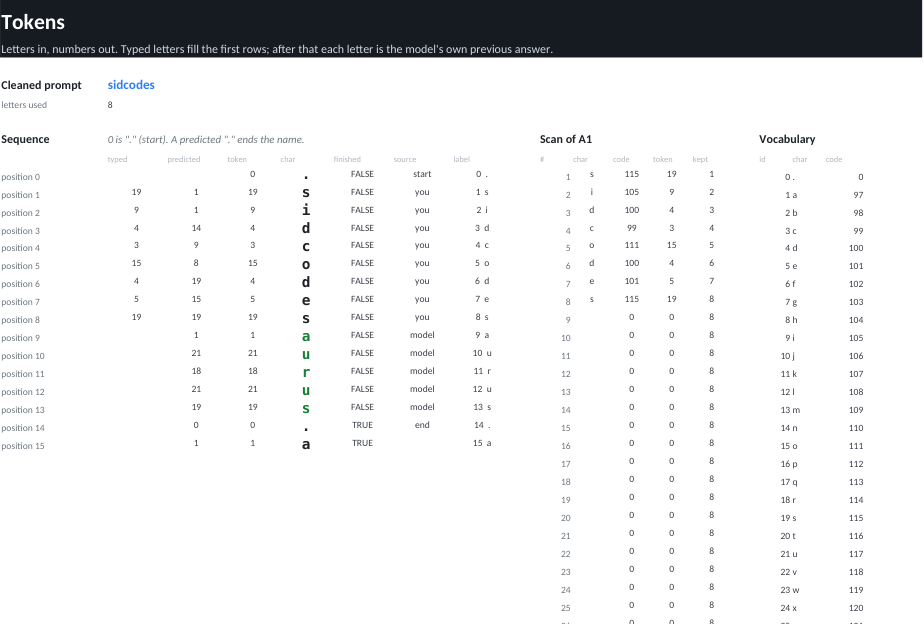 Tokens
Letters in, numbers out. Typed letters fill the first rows; after that each letter is the model's own previous answer.
Cleaned prompt sidcodes
letters used 8
Sequence 0 is "." (start). A predicted "." ends the name. Scan of A1 Vocabulary
typed predicted token char finished source label # char code token kept id char code
position 0 0 . FALSE start 0 . 1 s 115 19 1 0 . 0
position 1 19 1 19 s FALSE you 1 s 2 i 105 9 2 1 a 97
position 2 9 1 9 i FALSE you 2 i 3 d 100 4 3 2 b 98
position 3 4 14 4 d FALSE you 3 d 4 c 99 3 4 3 c 99
position 4 3 9 3 c FALSE you 4 c 5 o 111 15 5 4 d 100
position 5 15 8 15 o FALSE you 5 o 6 d 100 4 6 5 e 101
position 6 4 19 4 d FALSE you 6 d 7 e 101 5 7 6 f 102
position 7 5 15 5 e FALSE you 7 e 8 s 115 19 8 7 g 103
position 8 19 19 19 s FALSE you 8 s 9 0 0 8 8 h 104
position 9 1 1 a FALSE model 9 a 10 0 0 8 9 i 105
position 10 21 21 u FALSE model 10 u 11 0 0 8 10 j 106
position 11 18 18 r FALSE model 11 r 12 0 0 8 11 k 107
position 12 21 21 u FALSE model 12 u 13 0 0 8 12 l 108
position 13 19 19 s FALSE model 13 s 14 0 0 8 13 m 109
position 14 0 0 . TRUE end 14 . 15 0 0 8 14 n 110
position 15 1 1 a TRUE 15 a 16 0 0 8 15 o 111
17 0 0 8 16 p 112
18 0 0 8 17 q 113
19 0 0 8 18 r 114
20 0 0 8 19 s 115
21 0 0 8 20 t 116
22 0 0 8 21 u 117
23 0 0 8 22 v 118
24 0 0 8 23 w 119
25 0 0 8 24 x 120